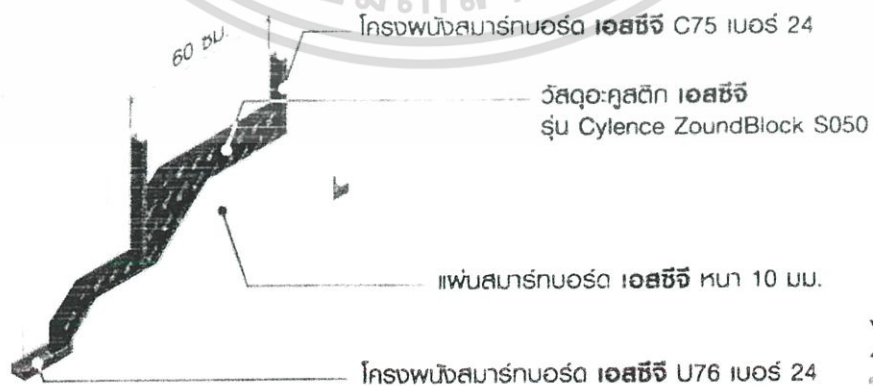 โครงผนังสมาร์ทบอร์ด เอสซีจี C75 เบอร์ 24
60 ซม.
วัสดุอะคูสติก เอสซีจี
รุ่น Cylence ZoundBlock S050
แผ่นสมาร์ทบอร์ด เอสซีจี หนา 10 มม.
โครงผนังสมาร์ทบอร์ด เอสซีจี U76 เบอร์ 24